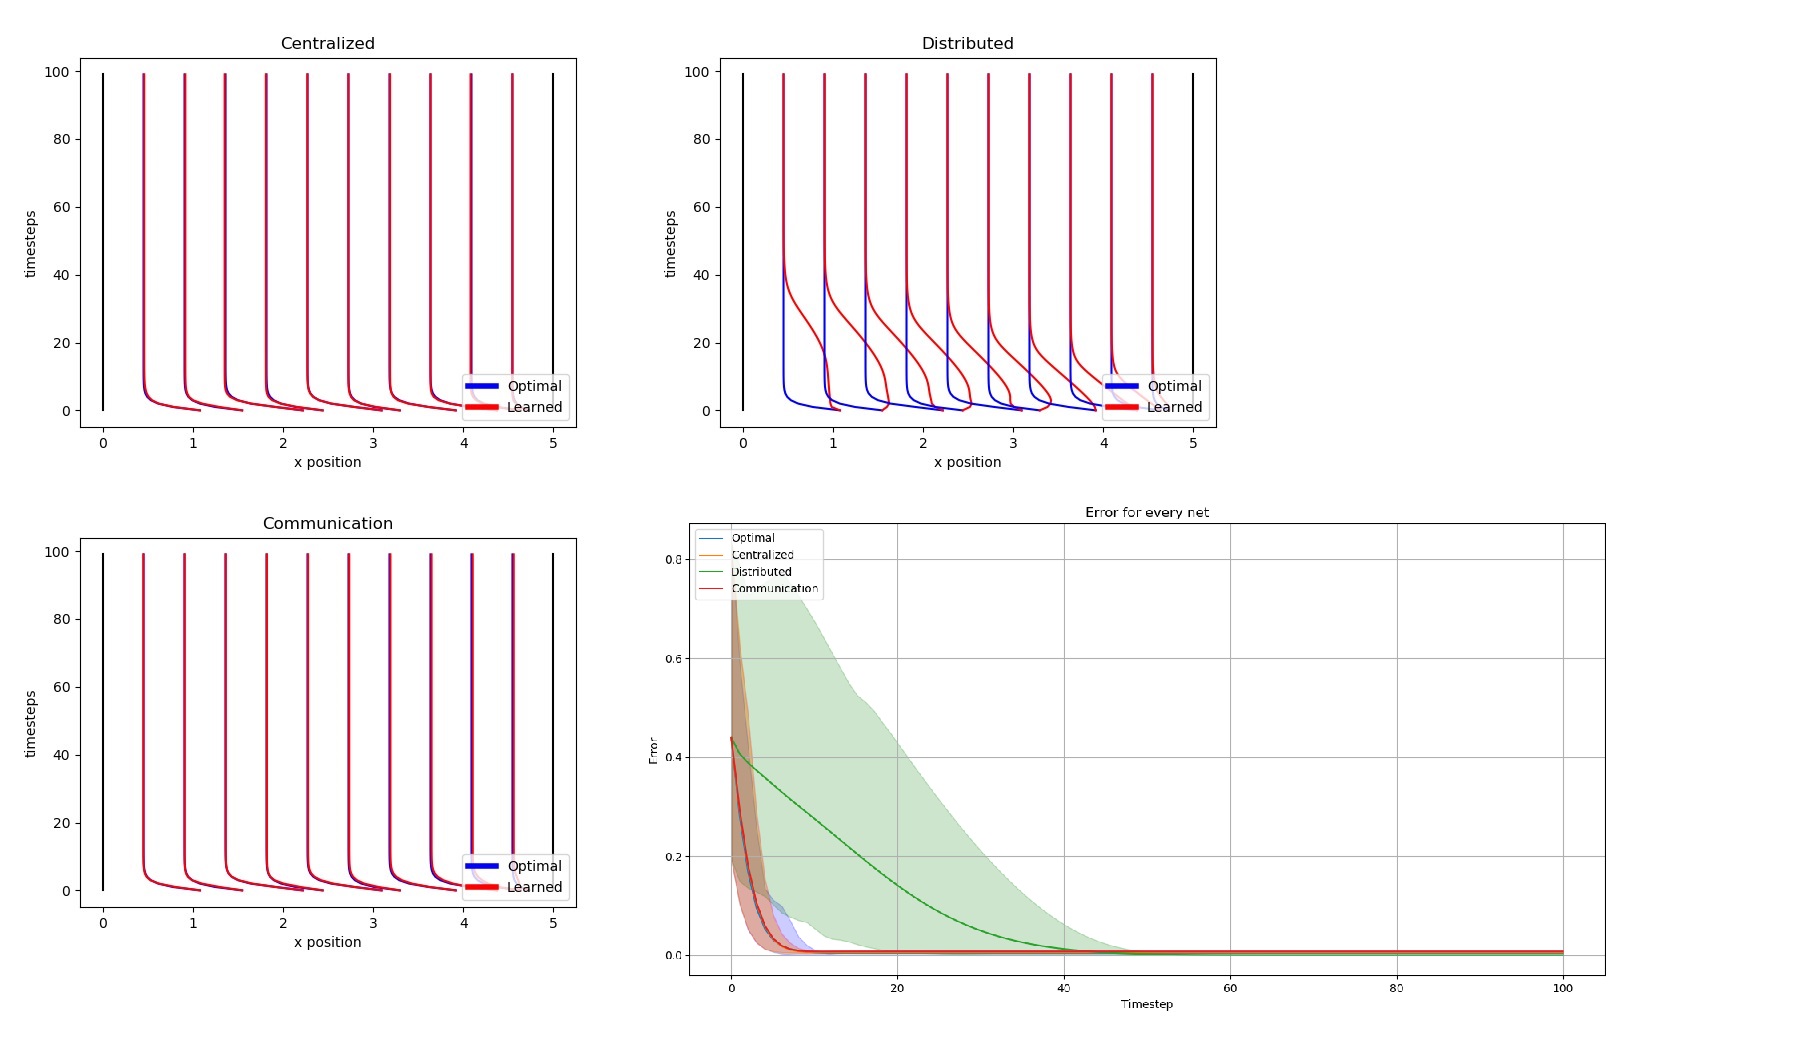 Centralized
100
80
60
40
20
0
timesteps
Optimal
Learned
0 1 2 3 4 5
x position
Distributed
100
80
60
40
20
0
timesteps
Optimal
Learned
0 1 2 3 4 5
x position
Communication
100
80
60
40
20
0
timesteps
Optimal
Learned
0 1 2 3 4 5
x position
Error for every net
Optimal
Centralized
Distributed
Communication
0.8
0.6
0.4
0.2
0.0
Error
0 20 40 60 80 100
Timestep